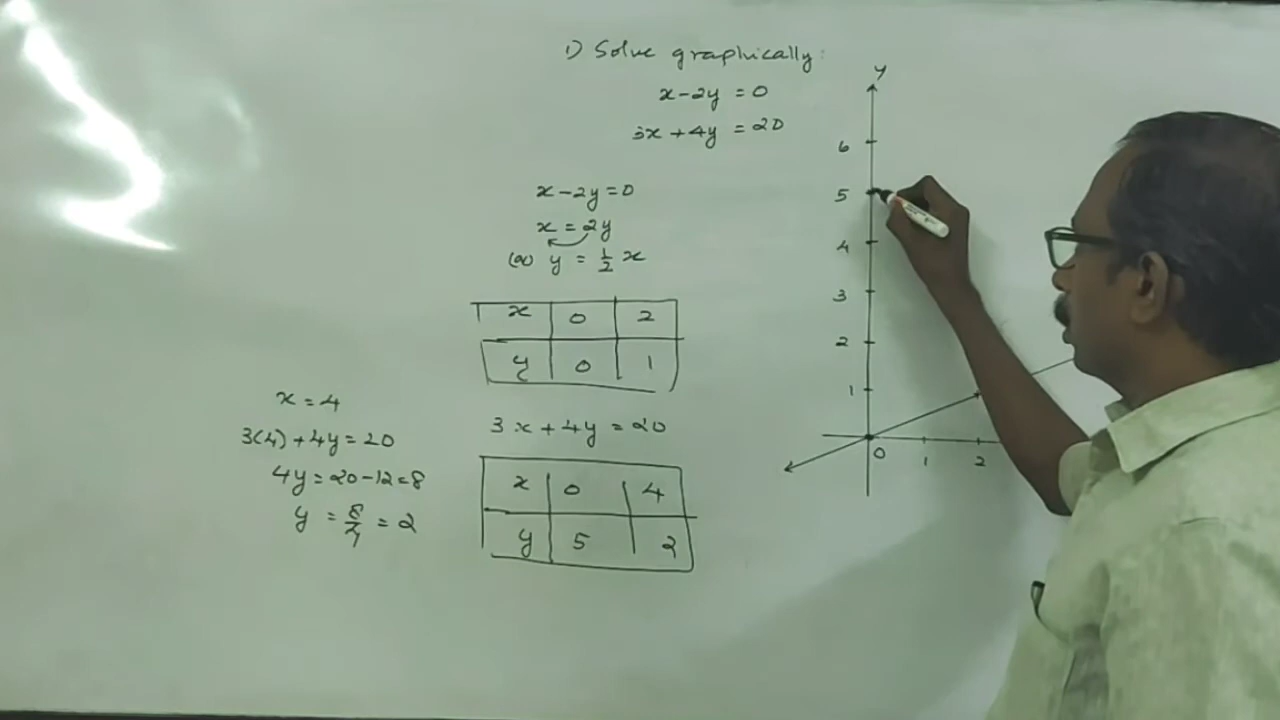 1) Solve graphically:
x-2y = 0
3x+4y = 20
x-2y=0
x = 2y
(or) y = 1/2 x
x 0 2
y 0 1
3x+4y=20
x 0 4
y 5 2
x=4
3(4)+4y=20
4y=20-12=8
y = 8/4 = 2
y
6
5
4
3
2
1
0 1 2